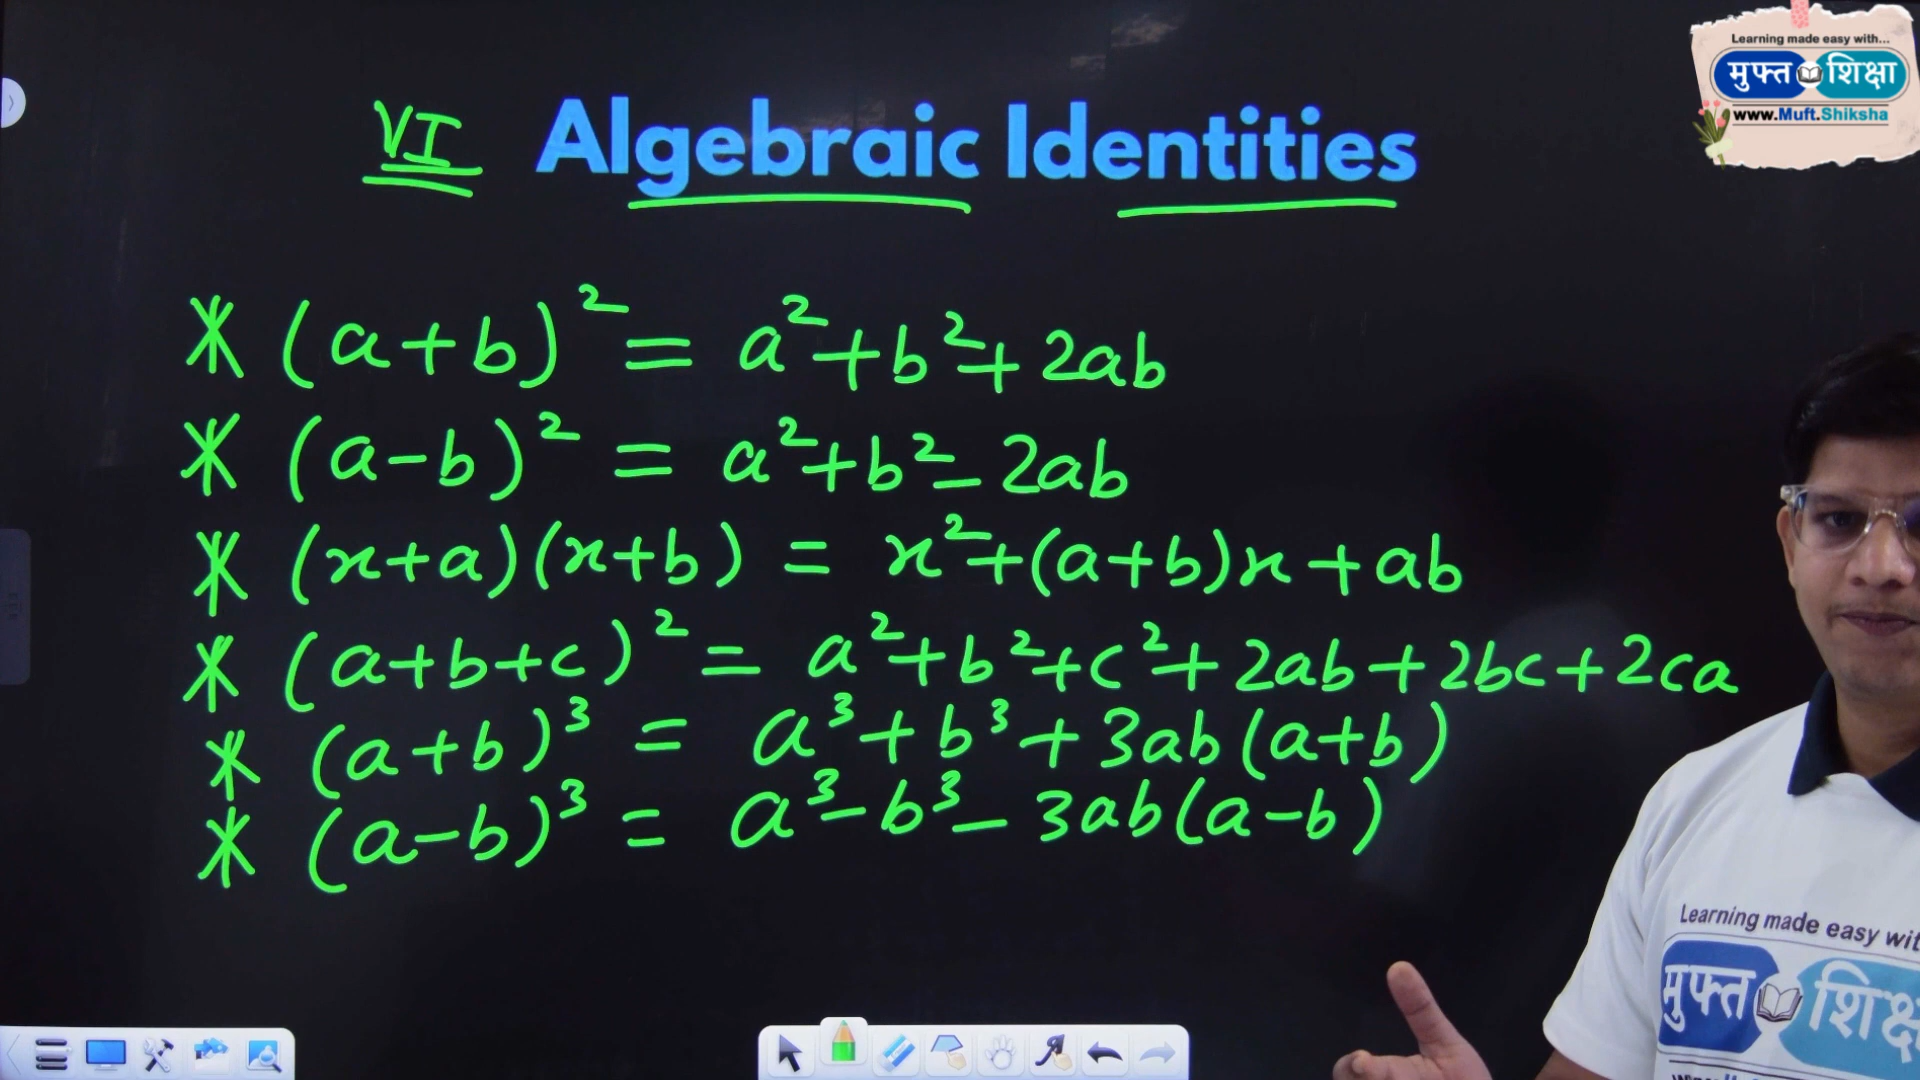 Learning made easy with...
मुफ्त शिक्षा
www.Muft.Shiksha
VI Algebraic Identities
* (a+b)² = a²+b²+2ab
* (a-b)² = a²+b²-2ab
* (x+a)(x+b) = x²+(a+b)x+ab
* (a+b+c)² = a²+b²+c²+2ab+2bc+2ca
* (a+b)³ = a³+b³+3ab(a+b)
* (a-b)³ = a³-b³-3ab(a-b)
Learning made easy wit
मुफ्त शिक्ष